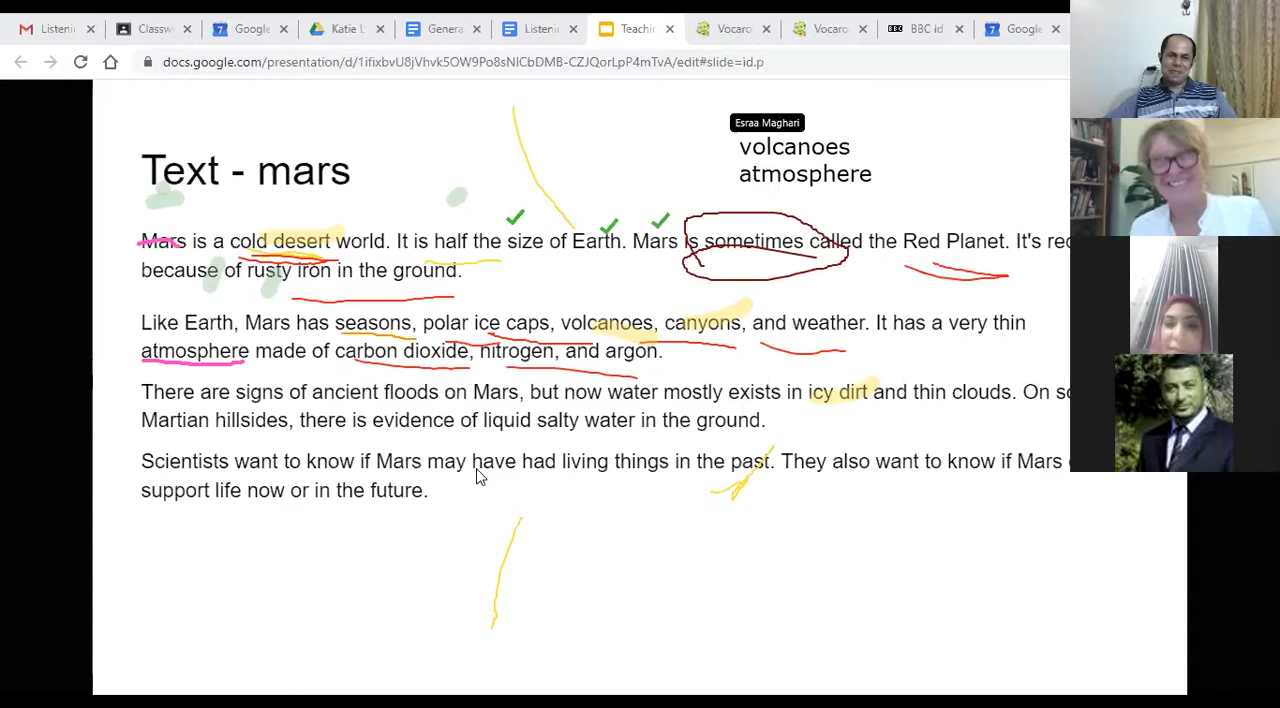 Listenin
Classw
Google
Katie L
Genera
Listenin
Teachin
Vocaro
Vocaro
BBC id
Google
docs.google.com/presentation/d/1ifixbvU8jVhvk5OW9Yo8sNlCbDMB-CZJQorLpP4mTvA/edit#slide=id.p
Esraa Maghari
volcanoes
atmosphere
Text - mars
Mars is a cold desert world. It is half the size of Earth. Mars is sometimes called the Red Planet. It's red
because of rusty iron in the ground.
Like Earth, Mars has seasons, polar ice caps, volcanoes, canyons, and weather. It has a very thin
atmosphere made of carbon dioxide, nitrogen, and argon.
There are signs of ancient floods on Mars, but now water mostly exists in icy dirt and thin clouds. On so
Martian hillsides, there is evidence of liquid salty water in the ground.
Scientists want to know if Mars may have had living things in the past. They also want to know if Mars
support life now or in the future.